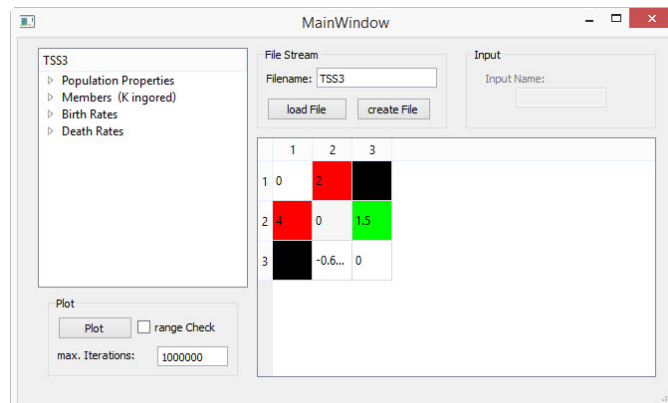 MainWindow
TSS3
Population Properties
Members (K ingored)
Birth Rates
Death Rates
File Stream
Filename: TSS3
load File create File
Input
Input Name:
1 2 3
1 0 2
2 4 0 1.5
3 -0.6... 0
Plot
Plot range Check
max. Iterations: 1000000